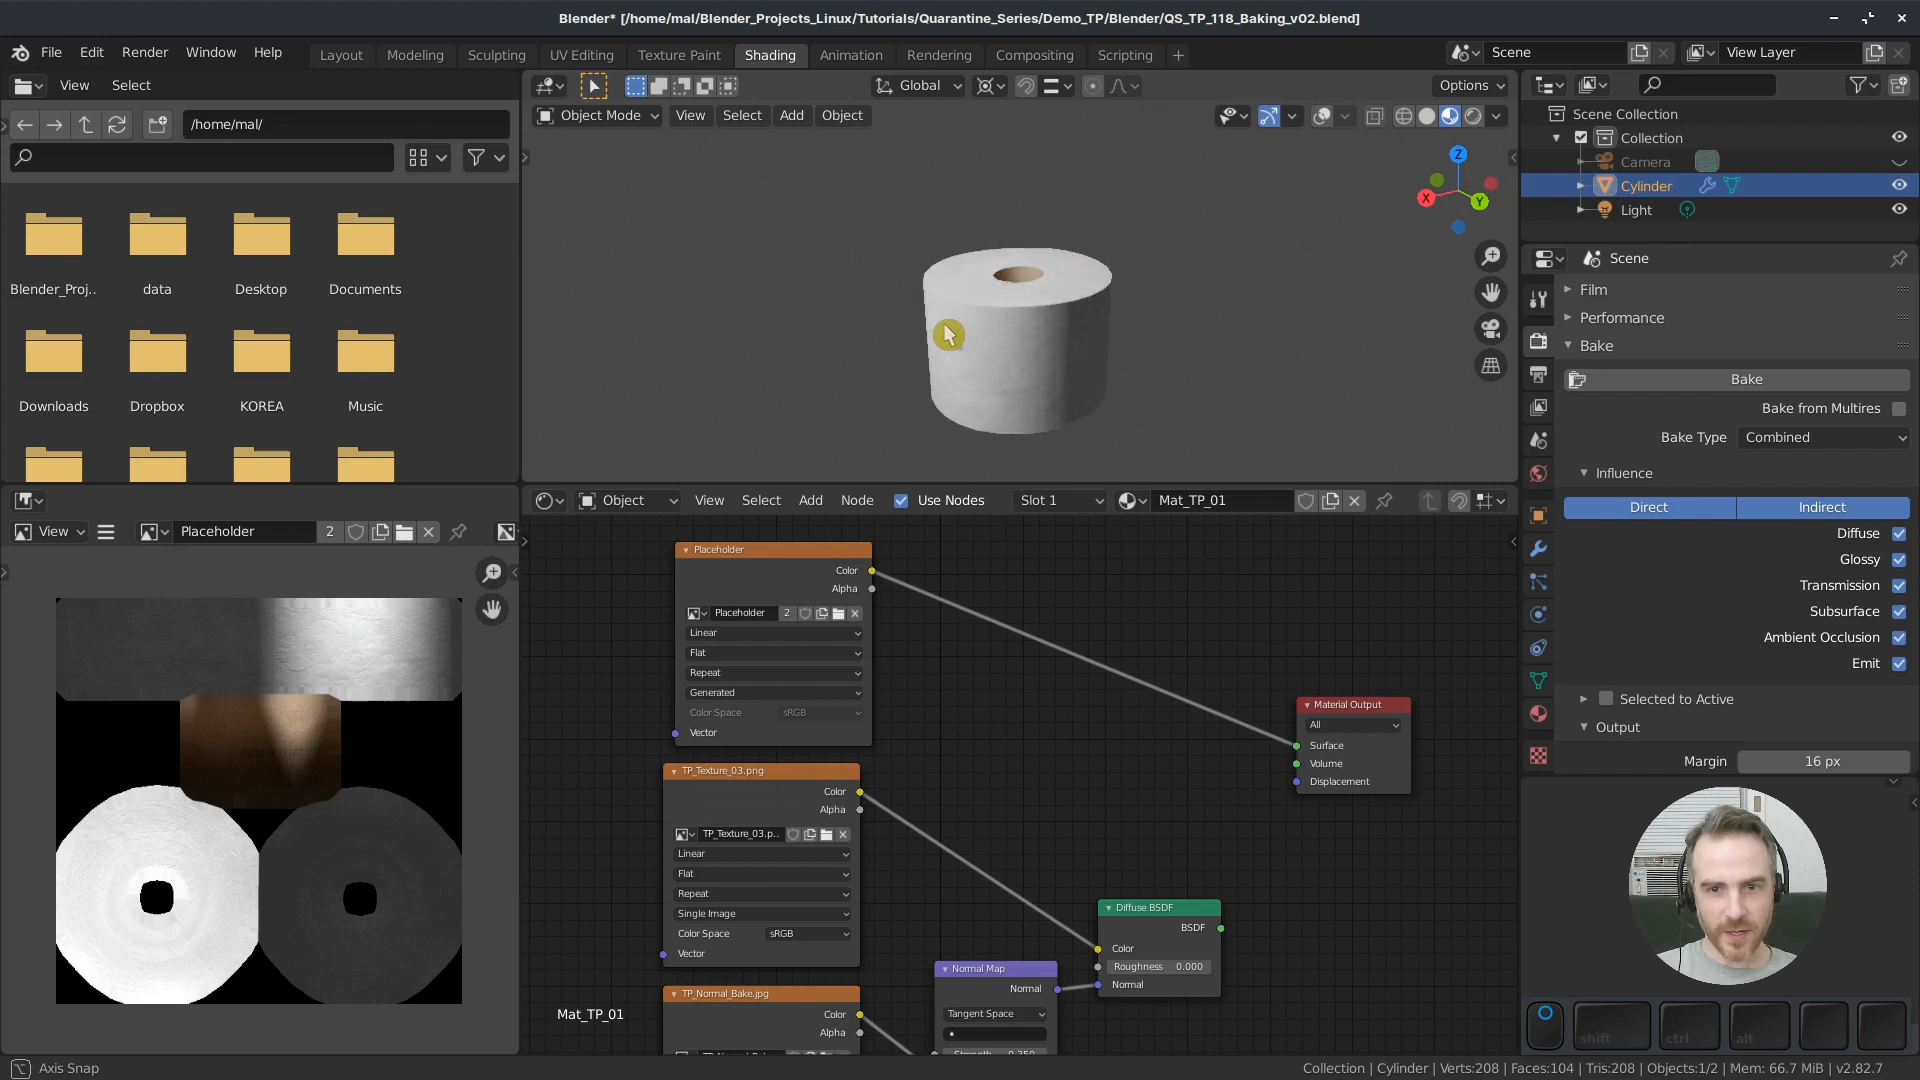 Blender* [/home/mal/Blender_Projects_Linux/Tutorials/Quarantine_Series/Demo_TP/Blender/QS_TP_118_Baking_v02.blend]
File Edit Render Window Help
Layout Modeling Sculpting UV Editing Texture Paint Shading Animation Rendering Compositing Scripting +
Scene
View Layer
View Select
Global
Options
/home/mal/
Object Mode View Select Add Object
Blender_Proj.. data Desktop Documents
Downloads Dropbox KOREA Music
Z
X
Y
Scene Collection
Collection
Camera
Cylinder
Light
Scene
Film
Performance
Bake
Bake
Bake from Multires
Bake Type Combined
Influence
Direct Indirect
Diffuse
Glossy
Transmission
Subsurface
Ambient Occlusion
Emit
Selected to Active
Output
Margin 16 px
View Placeholder 2
Object View Select Add Node Use Nodes Slot 1 Mat_TP_01
Placeholder
Color
Alpha
Placeholder 2
Linear
Flat
Repeat
Generated
Color Space sRGB
Vector
TP_Texture_03.png
Color
Alpha
TP_Texture_03.p..
Linear
Flat
Repeat
Single Image
Color Space sRGB
Vector
TP_Normal_Bake.jpg
Color
Alpha
Normal Map
Normal
Tangent Space
Strength 0.350
Diffuse BSDF
BSDF
Color
Roughness 0.000
Normal
Material Output
All
Surface
Volume
Displacement
Mat_TP_01
shift ctrl alt
Axis Snap
Collection | Cylinder | Verts:208 | Faces:104 | Tris:208 | Objects:1/2 | Mem: 66.7 MiB | v2.82.7